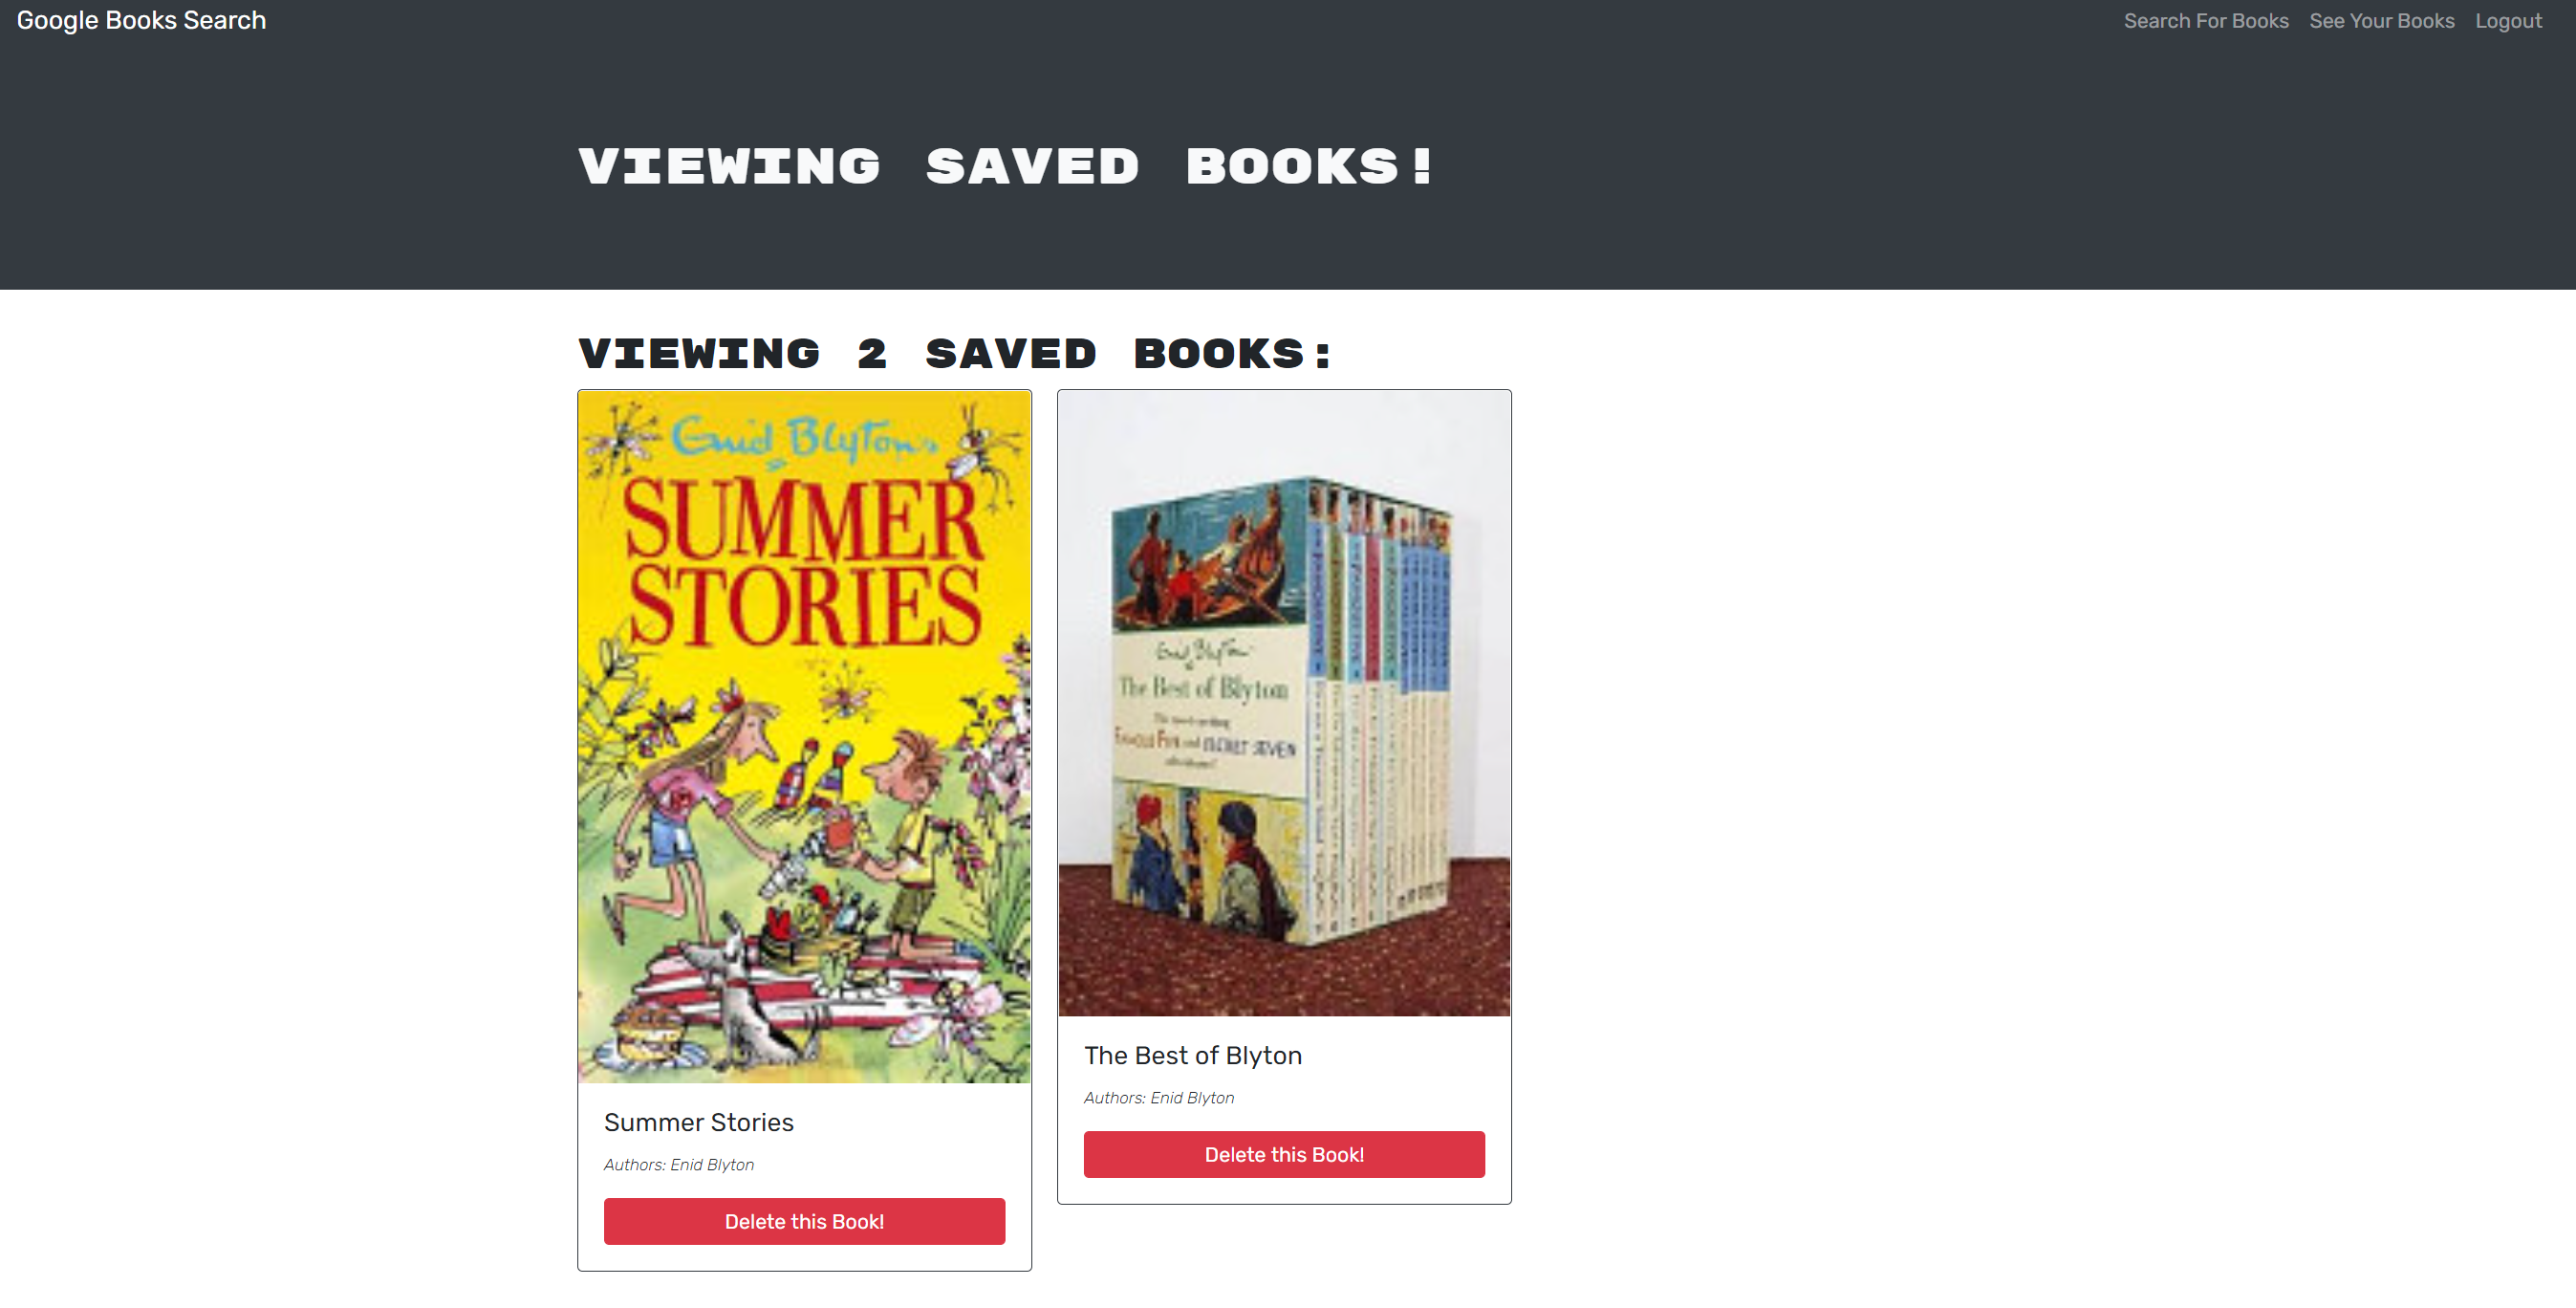 Google Books Search
Search For Books See Your Books Logout
VIEWING SAVED BOOKS!
VIEWING 2 SAVED BOOKS:
Enid Blyton's
SUMMER
STORIES
Summer Stories
Authors: Enid Blyton
Delete this Book!
Enid Blyton
The Best of Blyton
FAMOUS FIVE and SECRET SEVEN
The Best of Blyton
Authors: Enid Blyton
Delete this Book!